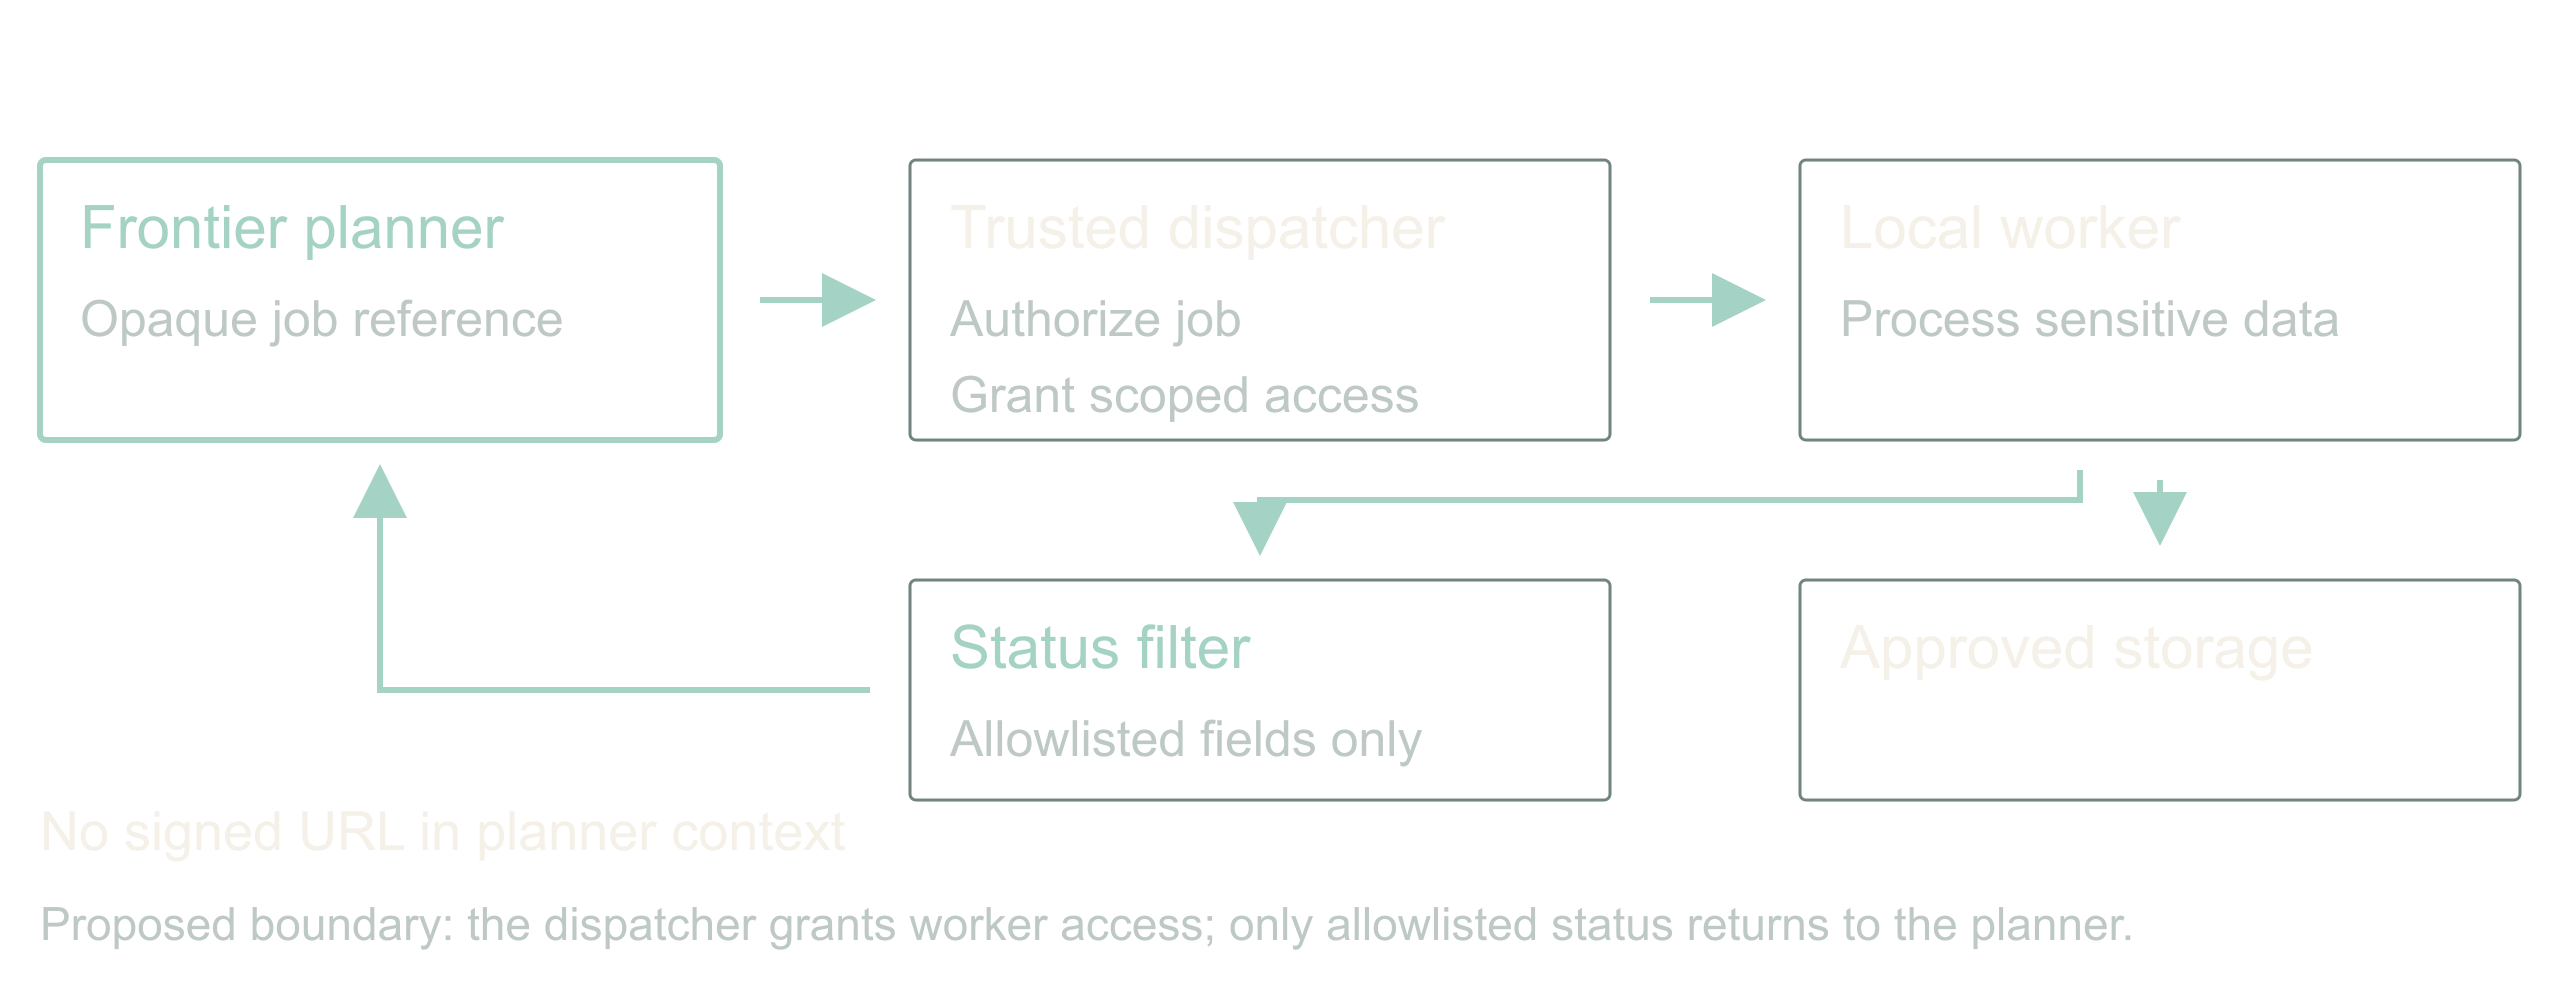 Frontier planner
Opaque job reference
Trusted dispatcher
Authorize job
Grant scoped access
Local worker
Process sensitive data
Status filter
Allowlisted fields only
Approved storage
No signed URL in planner context
Proposed boundary: the dispatcher grants worker access; only allowlisted status returns to the planner.